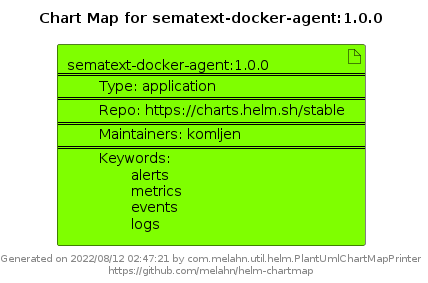 Chart Map for sematext-docker-agent:1.0.0
sematext-docker-agent:1.0.0
Type: application
Repo: https://charts.helm.sh/stable
Maintainers: komljen
Keywords:
alerts
metrics
events
logs
Generated on 2022/08/12 02:47:21 by com.melahn.util.helm.PlantUmlChartMapPrinter
https://github.com/melahn/helm-chartmap